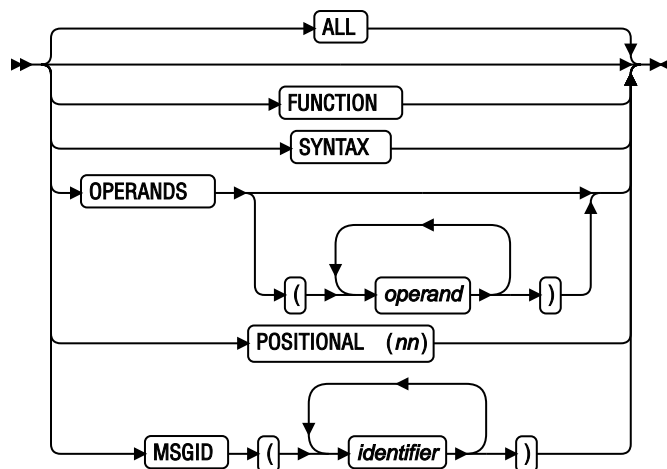 ALL
FUNCTION
SYNTAX
OPERANDS
( operand )
POSITIONAL (nn)
MSGID ( identifier )